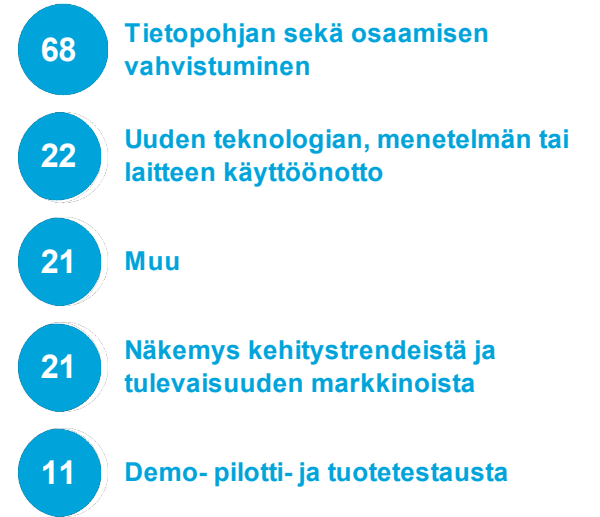 68
Tietopohjan sekä osaamisen
vahvistuminen
22
Uuden teknologian, menetelmän tai
laitteen käyttöönotto
21
Muu
21
Näkemys kehitystrendeistä ja
tulevaisuuden markkinoista
11
Demo- pilotti- ja tuotetestausta